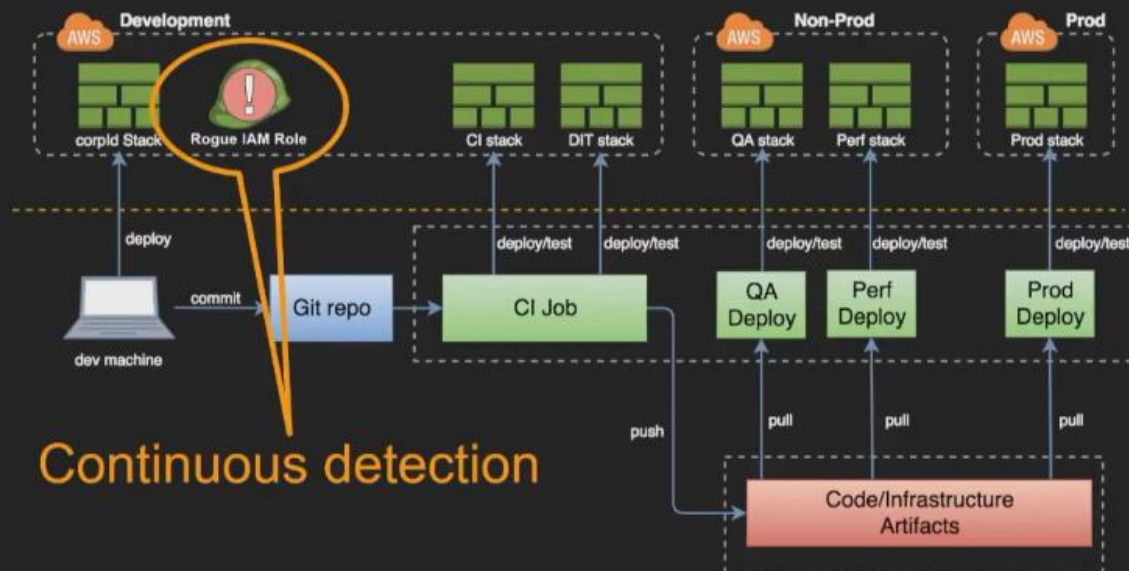 Development
Non-Prod
Prod
AWS
AWS
AWS
corpId Stack
Rogue IAM Role
CI stack
DIT stack
QA stack
Perf stack
Prod stack
deploy
deploy/test
deploy/test
deploy/test
deploy/test
deploy/test
dev machine
commit
Git repo
CI Job
QA
Deploy
Perf
Deploy
Prod
Deploy
push
pull
pull
pull
Continuous detection
Code/Infrastructure
Artifacts